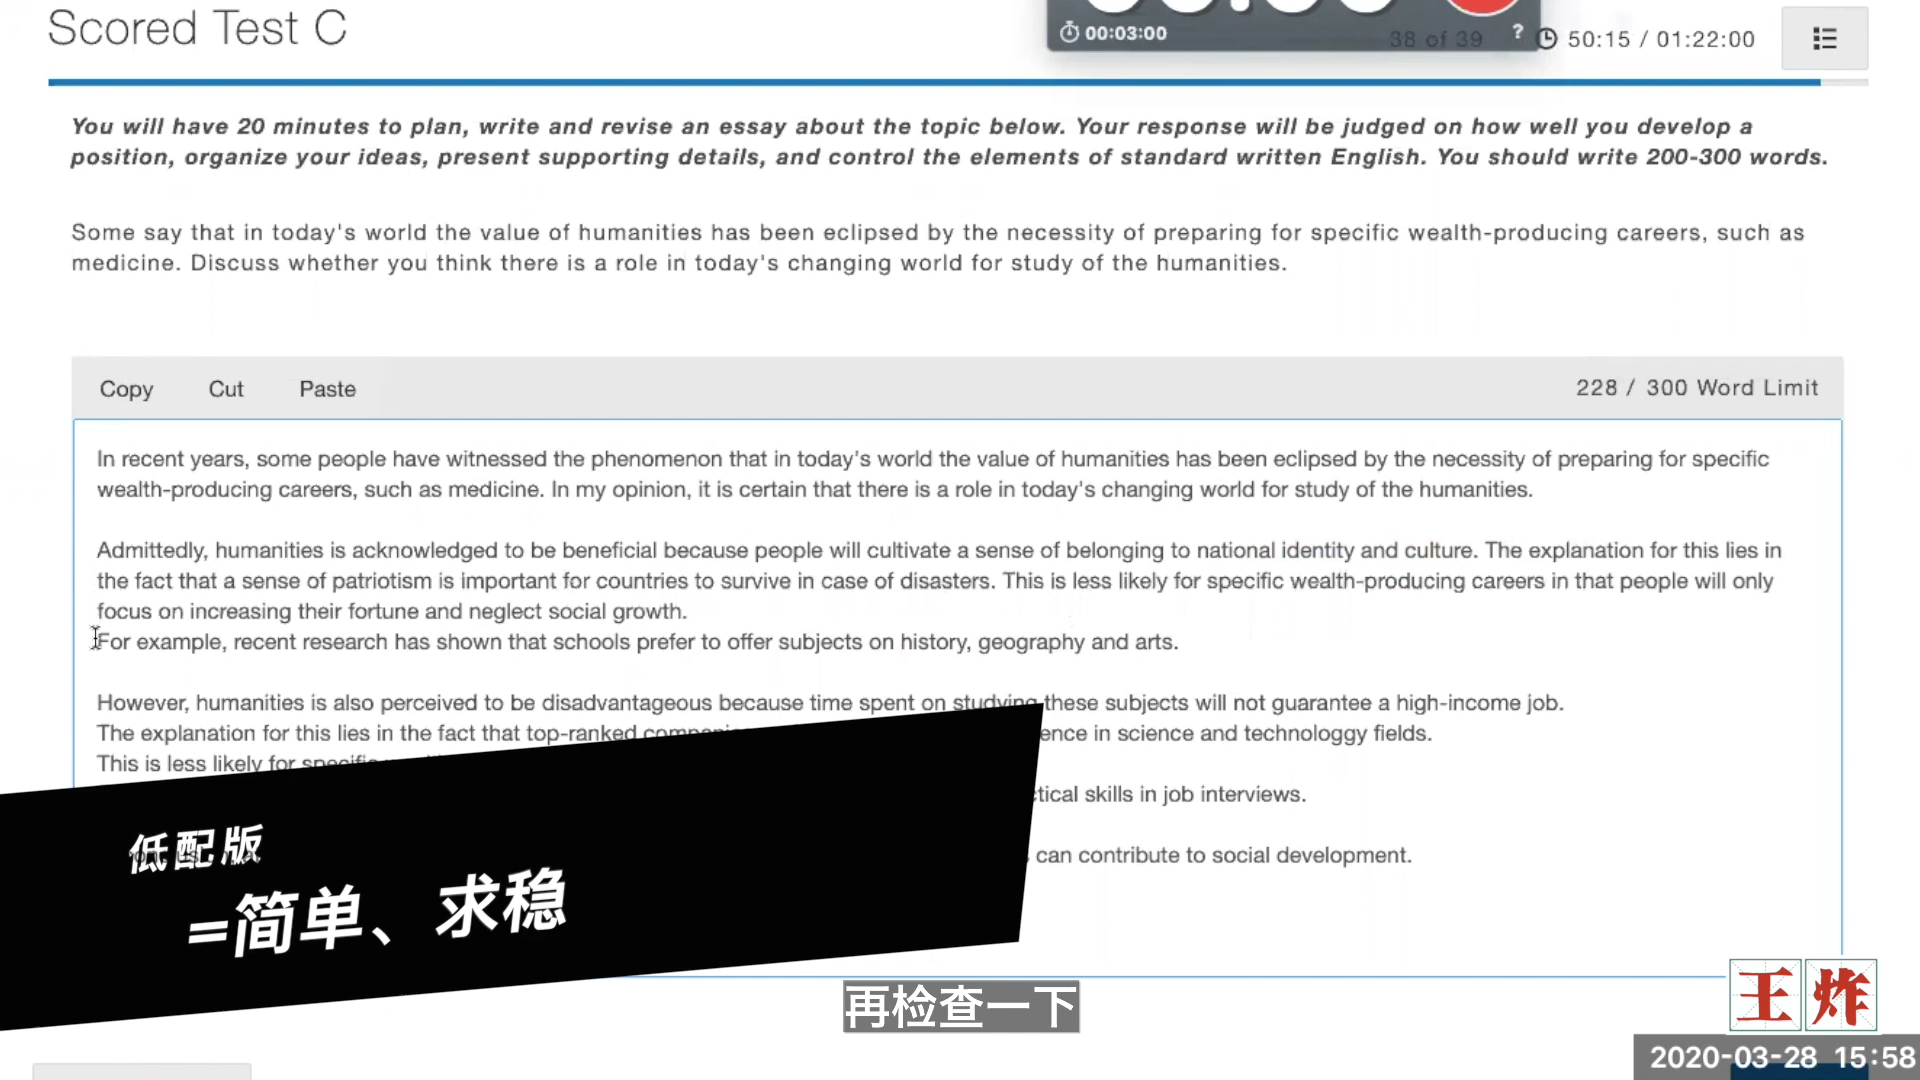 Scored Test C
00:03:00
?
38 of 39
50:15 / 01:22:00
You will have 20 minutes to plan, write and revise an essay about the topic below. Your response will be judged on how well you develop a
position, organize your ideas, present supporting details, and control the elements of standard written English. You should write 200-300 words.
Some say that in today's world the value of humanities has been eclipsed by the necessity of preparing for specific wealth-producing careers, such as
medicine. Discuss whether you think there is a role in today's changing world for study of the humanities.
Copy Cut Paste
228 / 300 Word Limit
In recent years, some people have witnessed the phenomenon that in today's world the value of humanities has been eclipsed by the necessity of preparing for specific
wealth-producing careers, such as medicine. In my opinion, it is certain that there is a role in today's changing world for study of the humanities.
Admittedly, humanities is acknowledged to be beneficial because people will cultivate a sense of belonging to national identity and culture. The explanation for this lies in
the fact that a sense of patriotism is important for countries to survive in case of disasters. This is less likely for specific wealth-producing careers in that people will only
focus on increasing their fortune and neglect social growth.
For example, recent research has shown that schools prefer to offer subjects on history, geography and arts.
However, humanities is also perceived to be disadvantageous because time spent on studying these subjects will not guarantee a high-income job.
The explanation for this lies in the fact that top-ranked ence in science and technologgy fields.
This is less likely for
tical skills in job interviews.
can contribute to social development.
低配版
=简单、求稳
再检查一下
王炸
2020-03-28 15:58